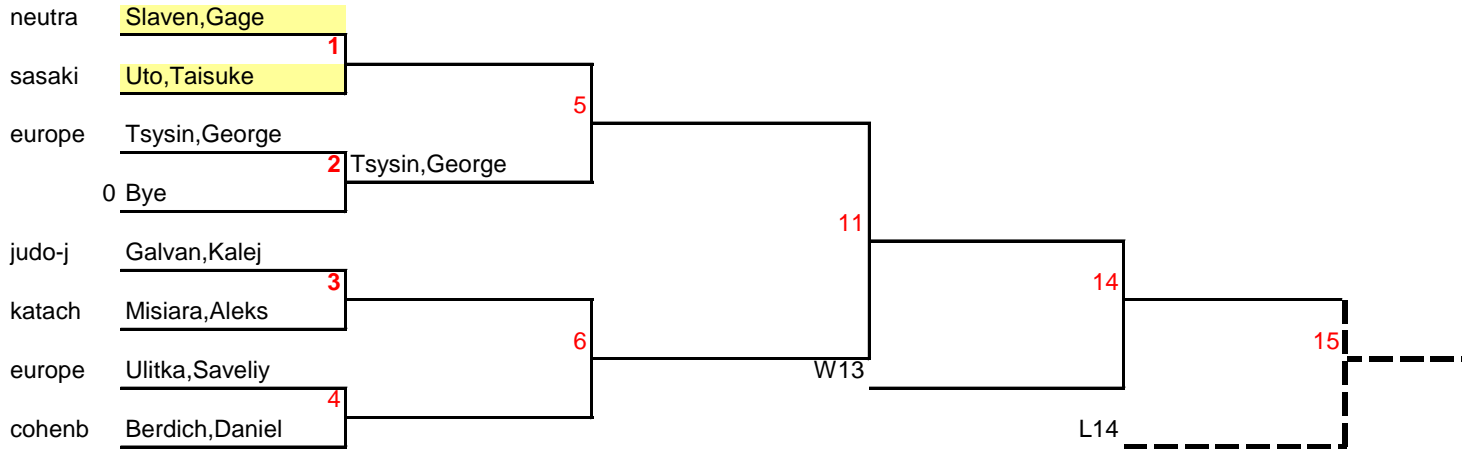 neutra Slaven,Gage
1
sasaki Uto,Taisuke
5
europe Tsysin,George
2 Tsysin,George
0 Bye
11
judo-j Galvan,Kalej
3
14
katach Misiara,Aleks
6
15
europe Ulitka,Saveliy
W13
4
cohenb Berdich,Daniel
L14